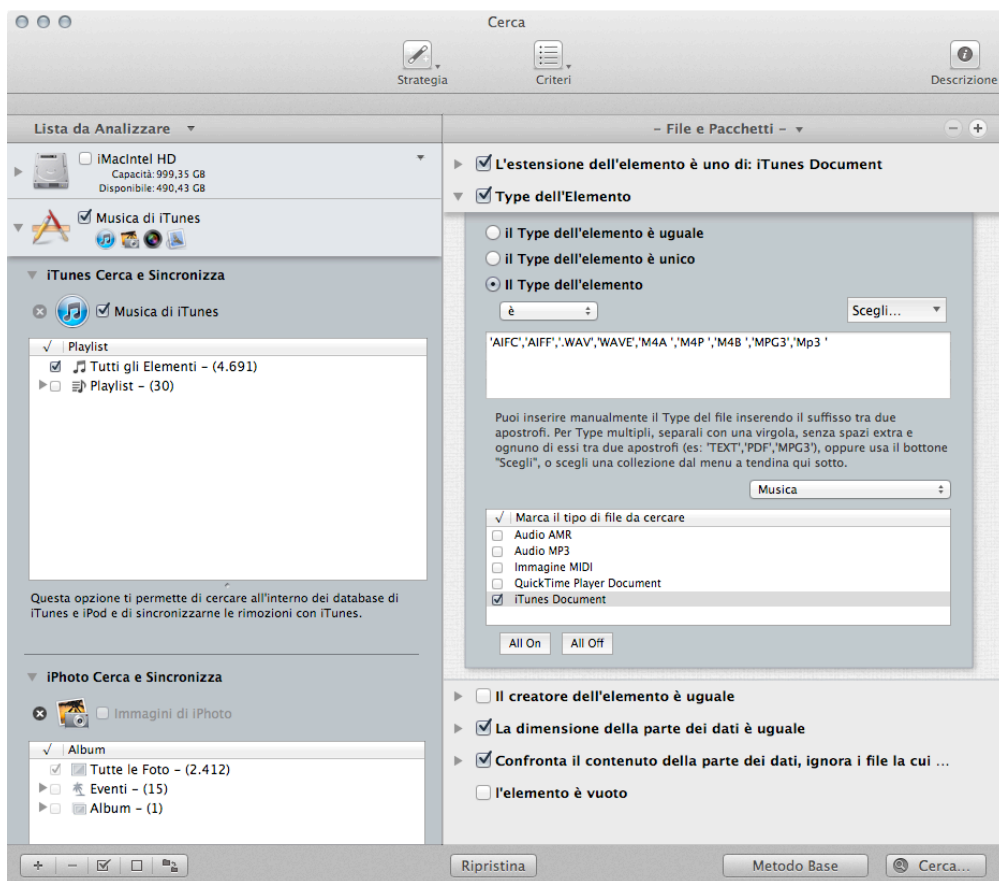 Cerca
Strategia
Criteri
Descrizione
Lista da Analizzare
– File e Pacchetti –
iMacIntel HD
Capacità: 999,35 GB
Disponibile: 490,43 GB
Musica di iTunes
iTunes Cerca e Sincronizza
Musica di iTunes
√ Playlist
Tutti gli Elementi – (4.691)
Playlist – (30)
Questa opzione ti permette di cercare all'interno dei database di
iTunes e iPod e di sincronizzarne le rimozioni con iTunes.
iPhoto Cerca e Sincronizza
Immagini di iPhoto
√ Album
Tutte le Foto – (2.412)
Eventi – (15)
Album – (1)
L'estensione dell'elemento è uno di: iTunes Document
Type dell'Elemento
il Type dell'elemento è uguale
il Type dell'elemento è unico
Il Type dell'elemento
è
Scegli...
'AIFC','AIFF','.WAV','WAVE','M4A ','M4P ','M4B ','MPG3','Mp3 '
Puoi inserire manualmente il Type del file inserendo il suffisso tra due
apostrofi. Per Type multipli, separali con una virgola, senza spazi extra e
ognuno di essi tra due apostrofi (es: 'TEXT','PDF','MPG3'), oppure usa il bottone
"Scegli", o scegli una collezione dal menu a tendina qui sotto.
Musica
√ Marca il tipo di file da cercare
Audio AMR
Audio MP3
Immagine MIDI
QuickTime Player Document
iTunes Document
All On
All Off
Il creatore dell'elemento è uguale
La dimensione della parte dei dati è uguale
Confronta il contenuto della parte dei dati, ignora i file la cui ...
l'elemento è vuoto
Ripristina
Metodo Base
Cerca...